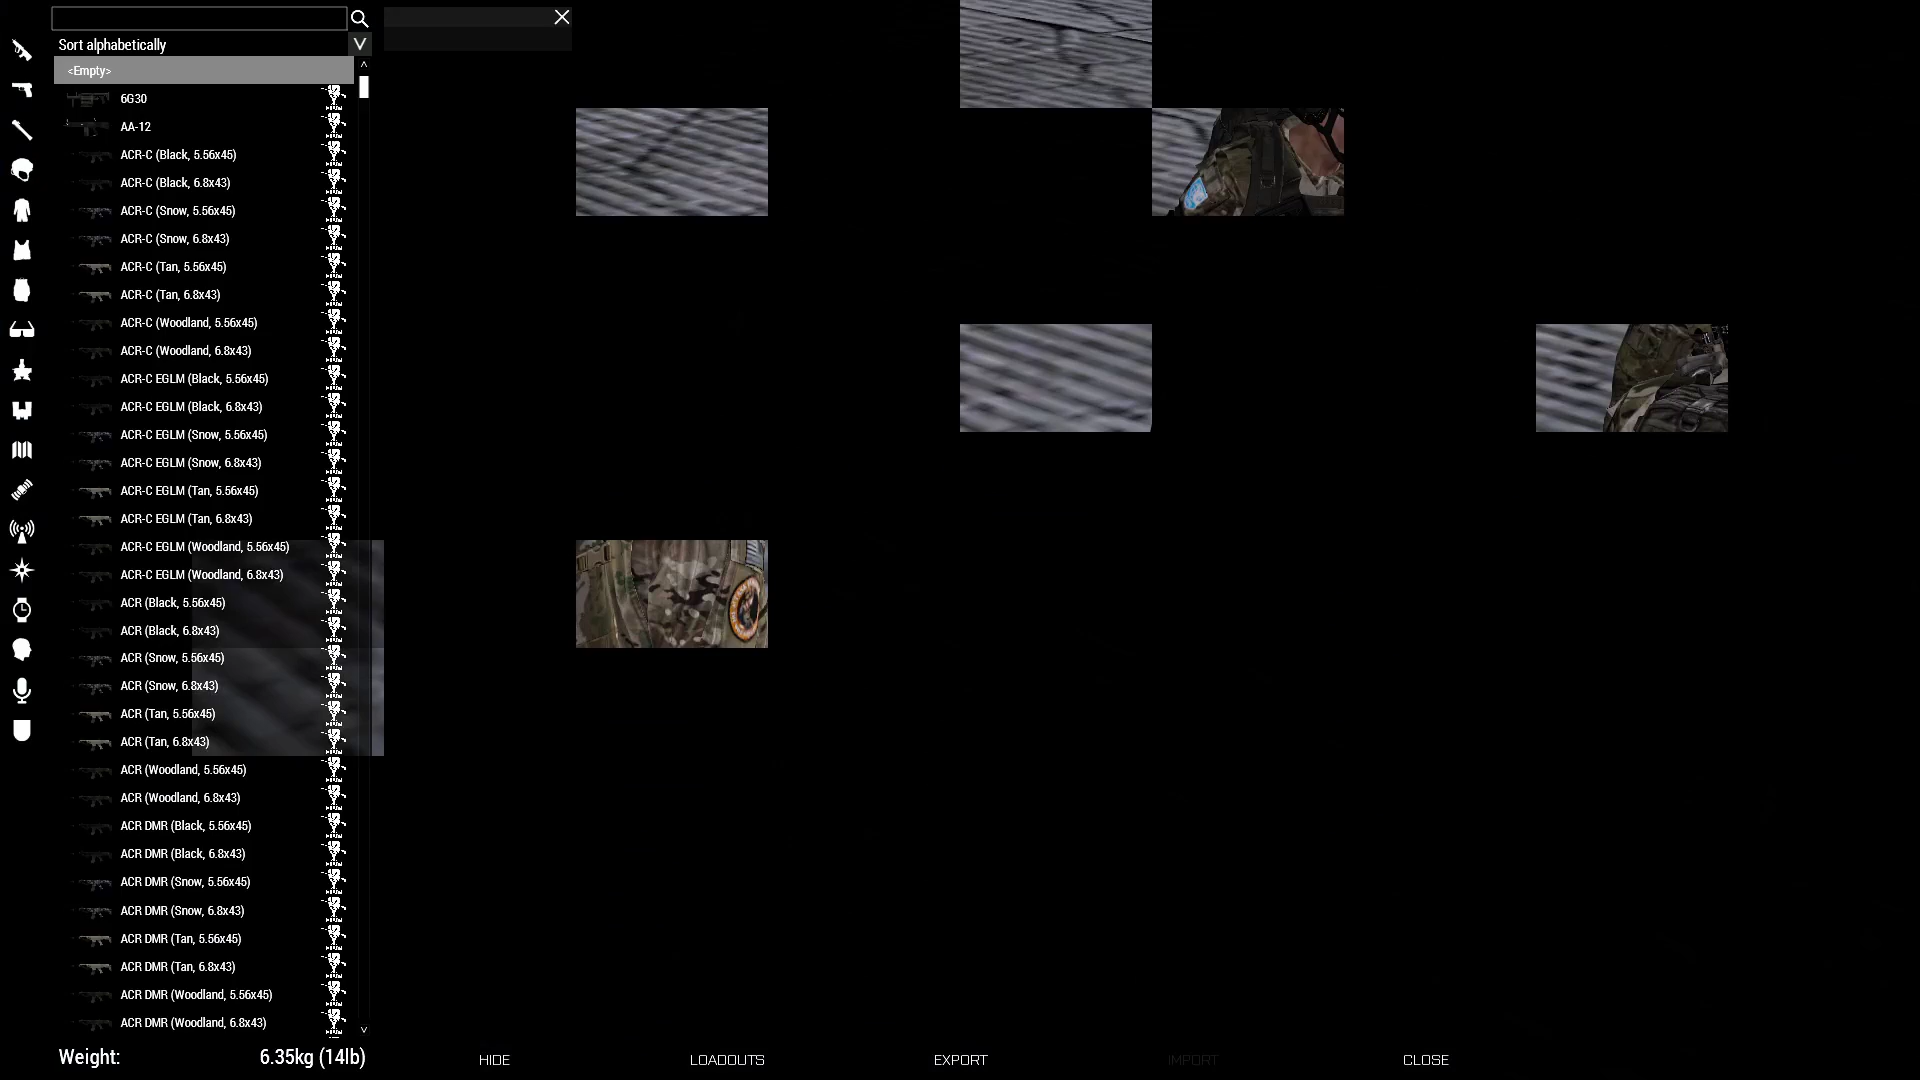 Sort alphabetically
<Empty>
6G30
AA-12
ACR-C (Black, 5.56x45)
ACR-C (Black, 6.8x43)
ACR-C (Snow, 5.56x45)
ACR-C (Snow, 6.8x43)
ACR-C (Tan, 5.56x45)
ACR-C (Tan, 6.8x43)
ACR-C (Woodland, 5.56x45)
ACR-C (Woodland, 6.8x43)
ACR-C EGLM (Black, 5.56x45)
ACR-C EGLM (Black, 6.8x43)
ACR-C EGLM (Snow, 5.56x45)
ACR-C EGLM (Snow, 6.8x43)
ACR-C EGLM (Tan, 5.56x45)
ACR-C EGLM (Tan, 6.8x43)
ACR-C EGLM (Woodland, 5.56x45)
ACR-C EGLM (Woodland, 6.8x43)
ACR (Black, 5.56x45)
ACR (Black, 6.8x43)
ACR (Snow, 5.56x45)
ACR (Snow, 6.8x43)
ACR (Tan, 5.56x45)
ACR (Tan, 6.8x43)
ACR (Woodland, 5.56x45)
ACR (Woodland, 6.8x43)
ACR DMR (Black, 5.56x45)
ACR DMR (Black, 6.8x43)
ACR DMR (Snow, 5.56x45)
ACR DMR (Snow, 6.8x43)
ACR DMR (Tan, 5.56x45)
ACR DMR (Tan, 6.8x43)
ACR DMR (Woodland, 5.56x45)
ACR DMR (Woodland, 6.8x43)
Weight: 6.35kg (14lb)
HIDE LOADOUTS EXPORT IMPORT CLOSE